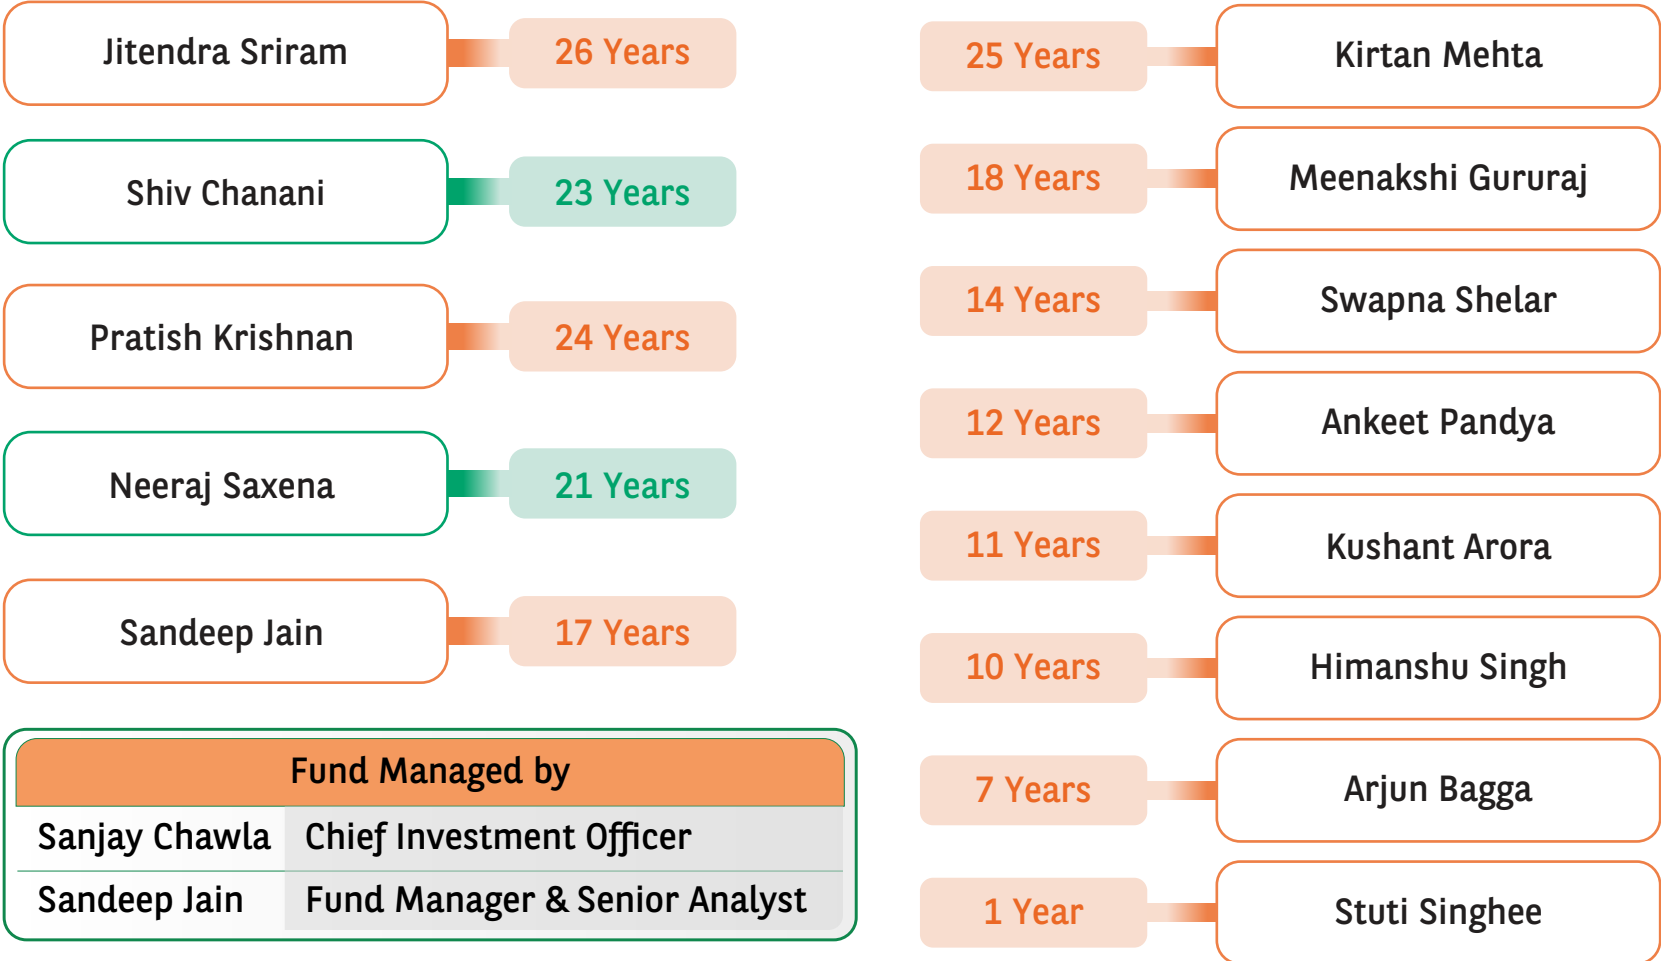 Jitendra Sriram
26 Years
Shiv Chanani
23 Years
Pratish Krishnan
24 Years
Neeraj Saxena
21 Years
Sandeep Jain
17 Years
Fund Managed by
Sanjay Chawla Chief Investment Officer
Sandeep Jain Fund Manager & Senior Analyst
25 Years
Kirtan Mehta
18 Years
Meenakshi Gururaj
14 Years
Swapna Shelar
12 Years
Ankeet Pandya
11 Years
Kushant Arora
10 Years
Himanshu Singh
7 Years
Arjun Bagga
1 Year
Stuti Singhee